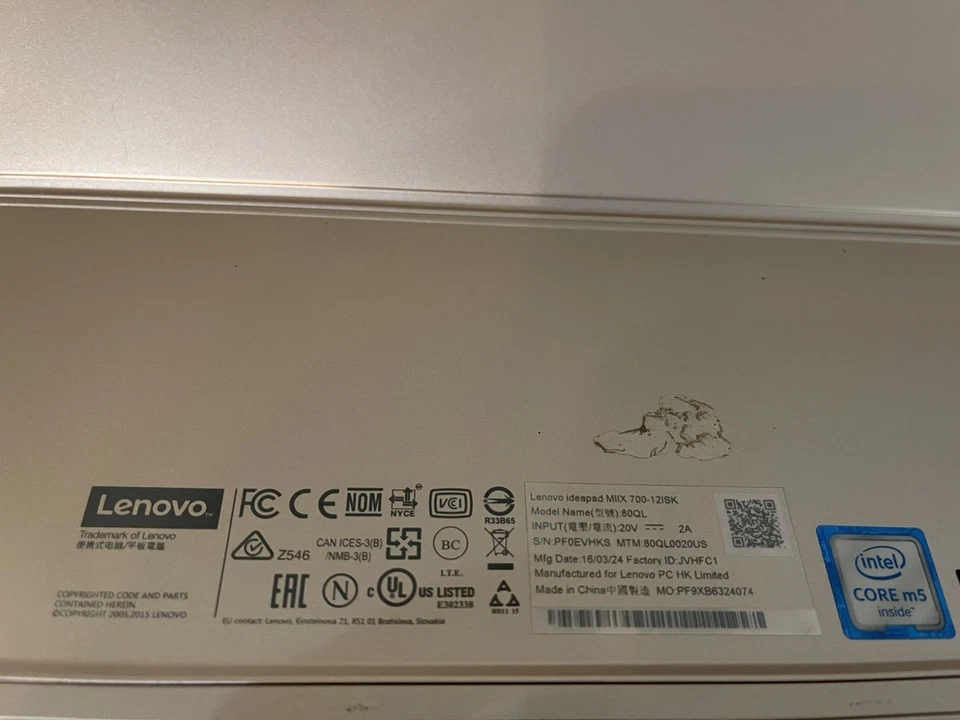 Lenovo
Trademark of Lenovo
便携式电脑/平板電腦
COPYRIGHTED CODE AND PARTS
CONTAINED HEREIN.
©COPYRIGHT 2005,2015 LENOVO
FC CE NOM NYCE VCI R33B65
Z546
CAN ICES-3(B)
/NMB-3(B)
BC
I.T.E.
EAC N c UL US LISTED
E302338
WR11 15
EU contact: Lenovo, Einsteinova 21, 851 01 Bratislava, Slovakia
Lenovo ideapad MIIX 700-12ISK
Model Name(型號):80QL
INPUT(電壓/電流):20V ⎓ 2A
S/N:PF0EVHKS MTM:80QL0020US
Mfg Date:16/03/24 Factory ID:JVHFC1
Manufactured for Lenovo PC HK Limited
Made in China中國製造 MO:PF9XB6324074
intel
CORE m5
inside™